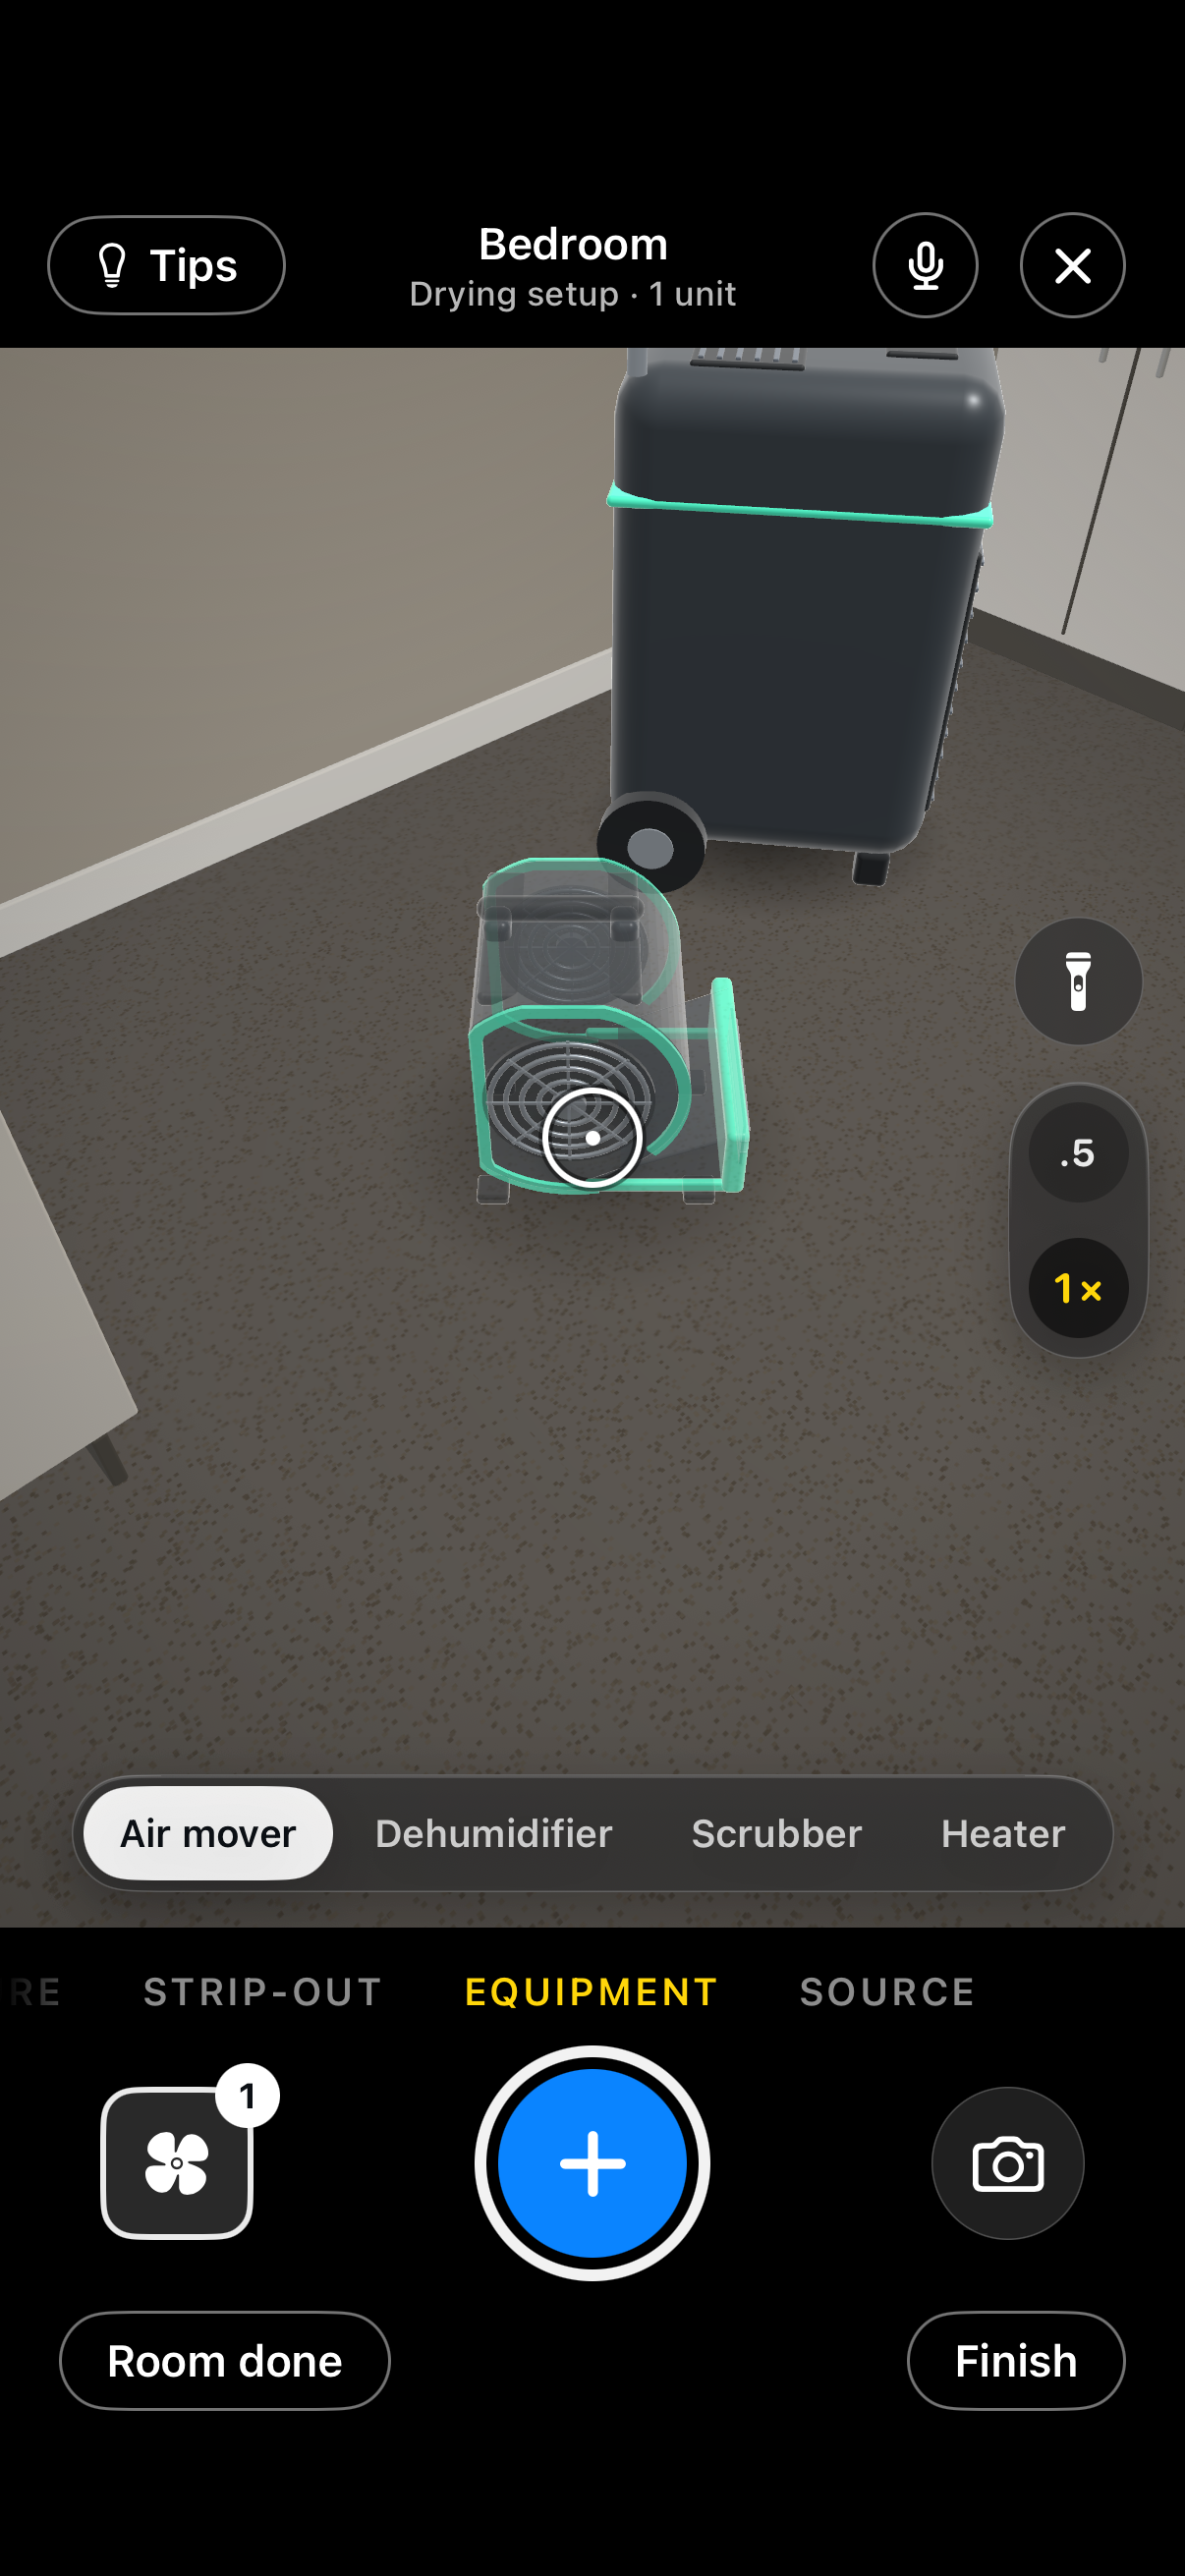 Tips
Bedroom
Drying setup · 1 unit
.5
1×
Air mover
Dehumidifier
Scrubber
Heater
RE
STRIP-OUT
EQUIPMENT
SOURCE
1
Room done
Finish